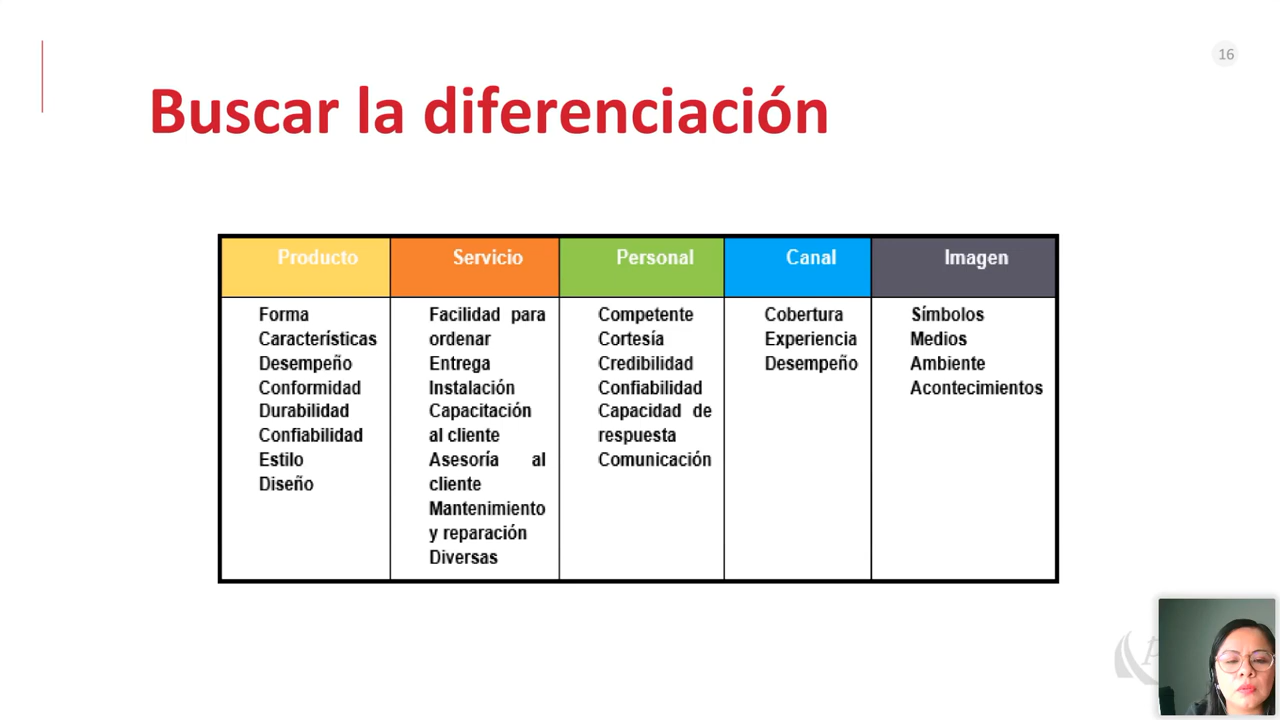 16
Buscar la diferenciación
Producto
Servicio
Personal
Canal
Imagen
Forma
Características
Desempeño
Conformidad
Durabilidad
Confiabilidad
Estilo
Diseño
Facilidad para
ordenar
Entrega
Instalación
Capacitación
al cliente
Asesoría al
cliente
Mantenimiento
y reparación
Diversas
Competente
Cortesía
Credibilidad
Confiabilidad
Capacidad de
respuesta
Comunicación
Cobertura
Experiencia
Desempeño
Símbolos
Medios
Ambiente
Acontecimientos